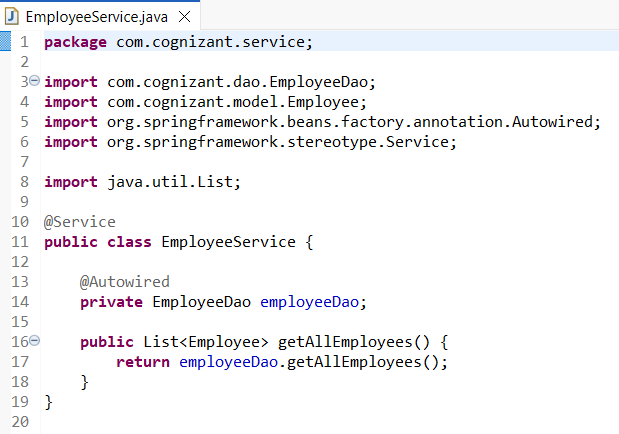 EmployeeService.java
1 package com.cognizant.service;
2
3 import com.cognizant.dao.EmployeeDao;
4 import com.cognizant.model.Employee;
5 import org.springframework.beans.factory.annotation.Autowired;
6 import org.springframework.stereotype.Service;
7
8 import java.util.List;
9
10 @Service
11 public class EmployeeService {
12
13     @Autowired
14     private EmployeeDao employeeDao;
15
16     public List<Employee> getAllEmployees() {
17         return employeeDao.getAllEmployees();
18     }
19 }
20